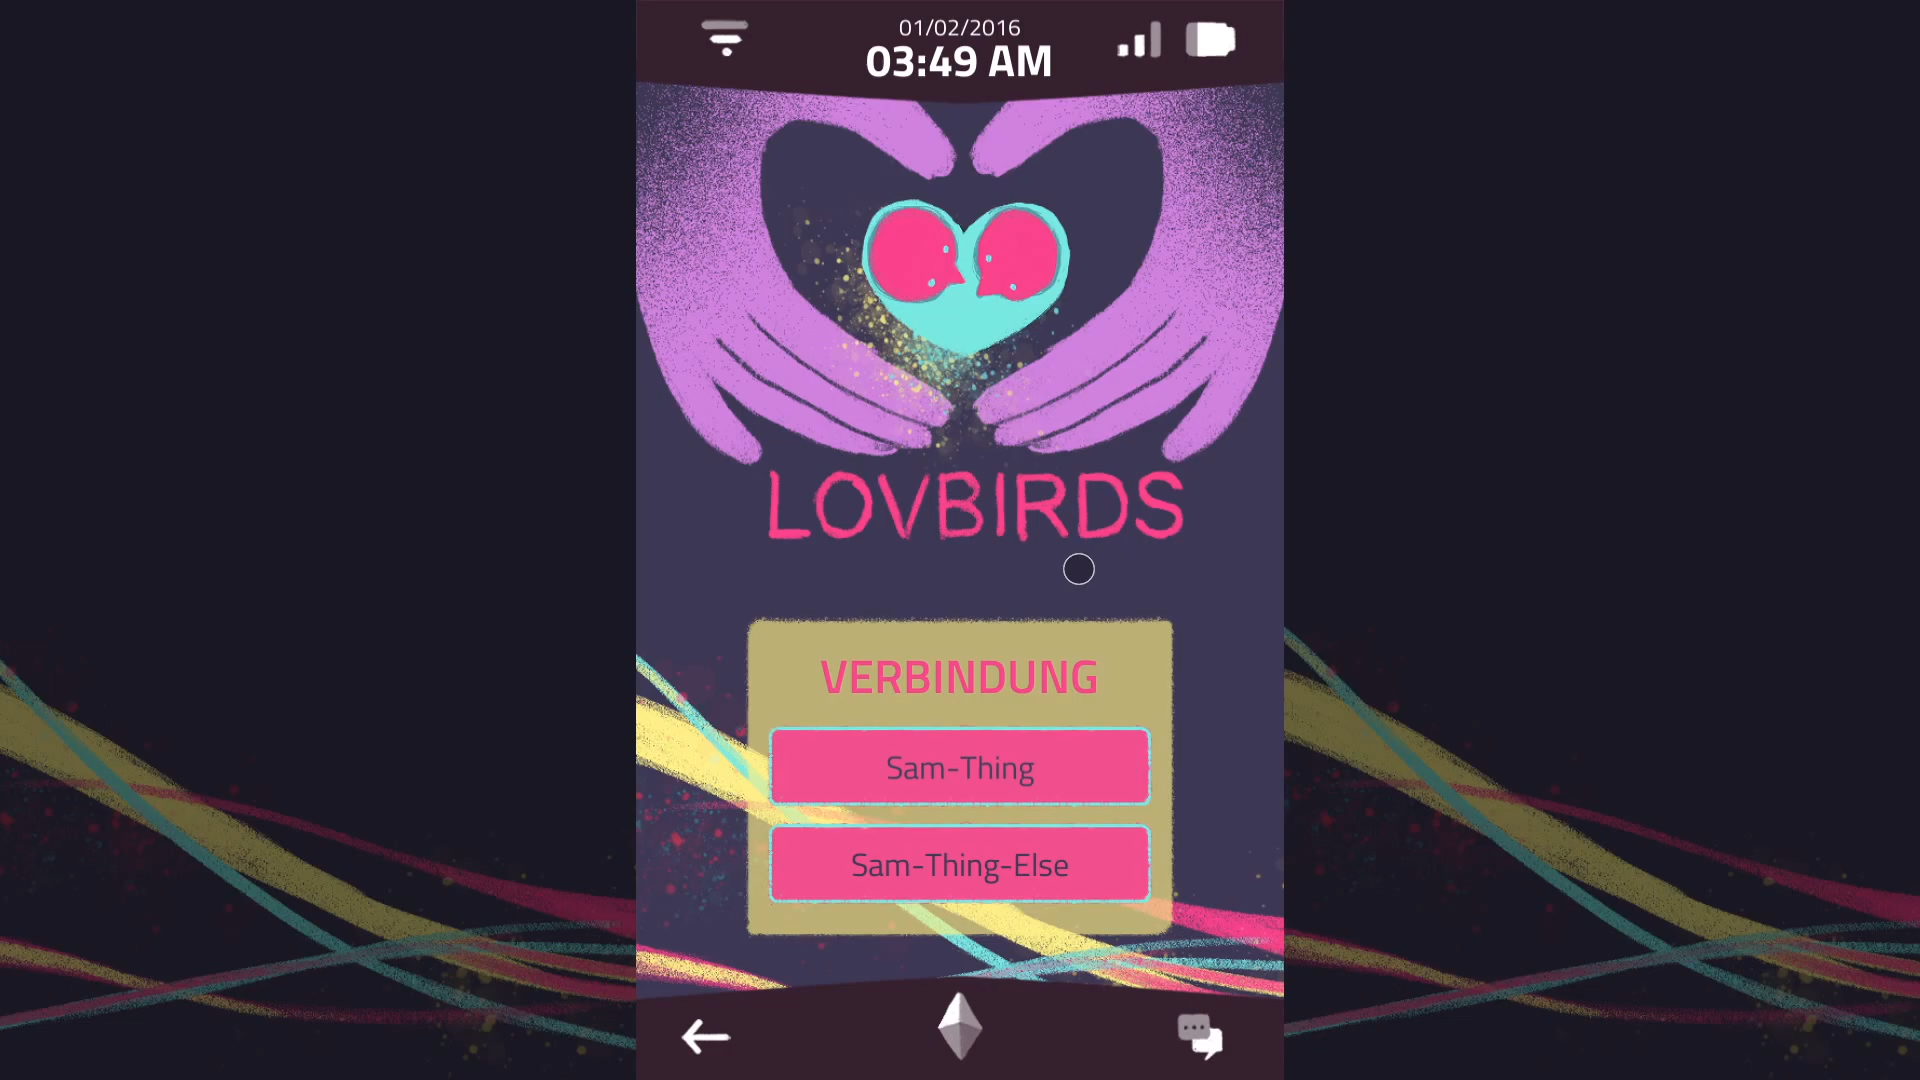 01/02/2016
03:49 AM
LOVBIRDS
VERBINDUNG
Sam-Thing
Sam-Thing-Else